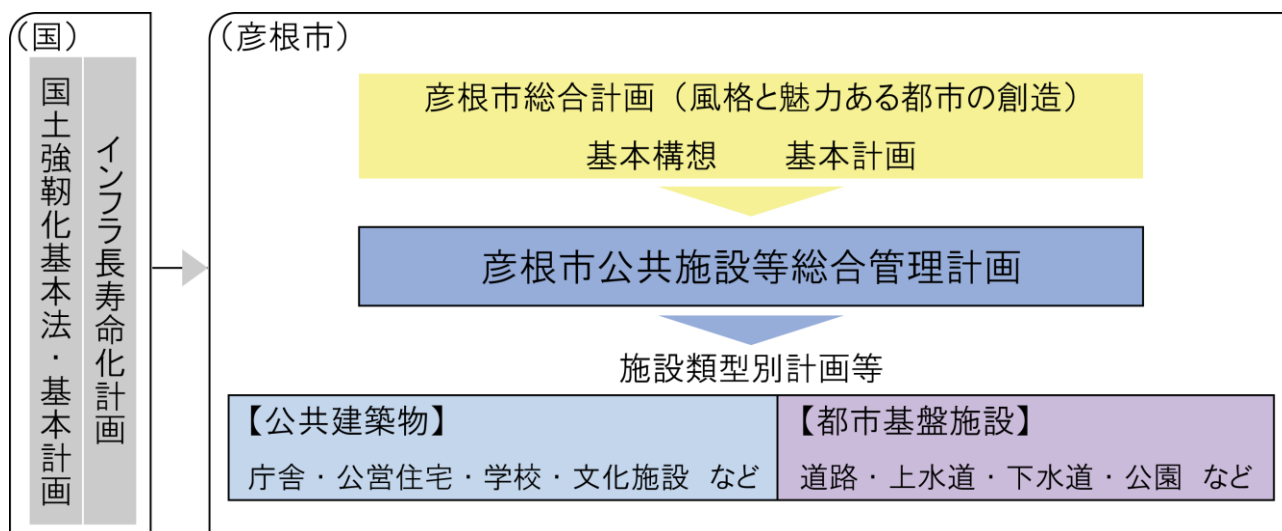 （国）
国土強靱化基本法・基本計画
インフラ長寿命化計画
（彦根市）
彦根市総合計画（風格と魅力ある都市の創造）
基本構想　　基本計画
彦根市公共施設等総合管理計画
施設類型別計画等
【公共建築物】
庁舎・公営住宅・学校・文化施設 など
【都市基盤施設】
道路・上水道・下水道・公園 など